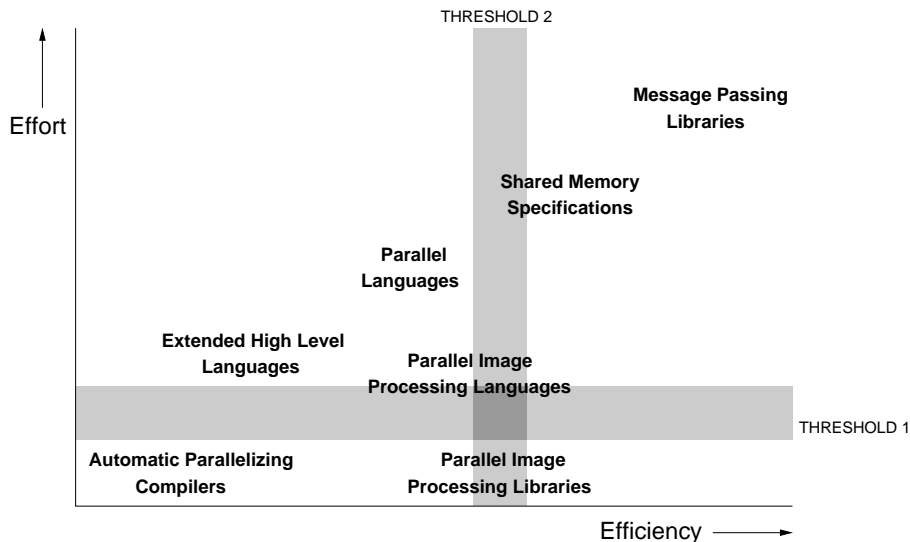 THRESHOLD 2
Message Passing
Libraries
Effort
Shared Memory
Specifications
Parallel
Languages
Extended High Level
Languages
Parallel Image
Processing Languages
THRESHOLD 1
Automatic Parallelizing
Compilers
Parallel Image
Processing Libraries
Efficiency